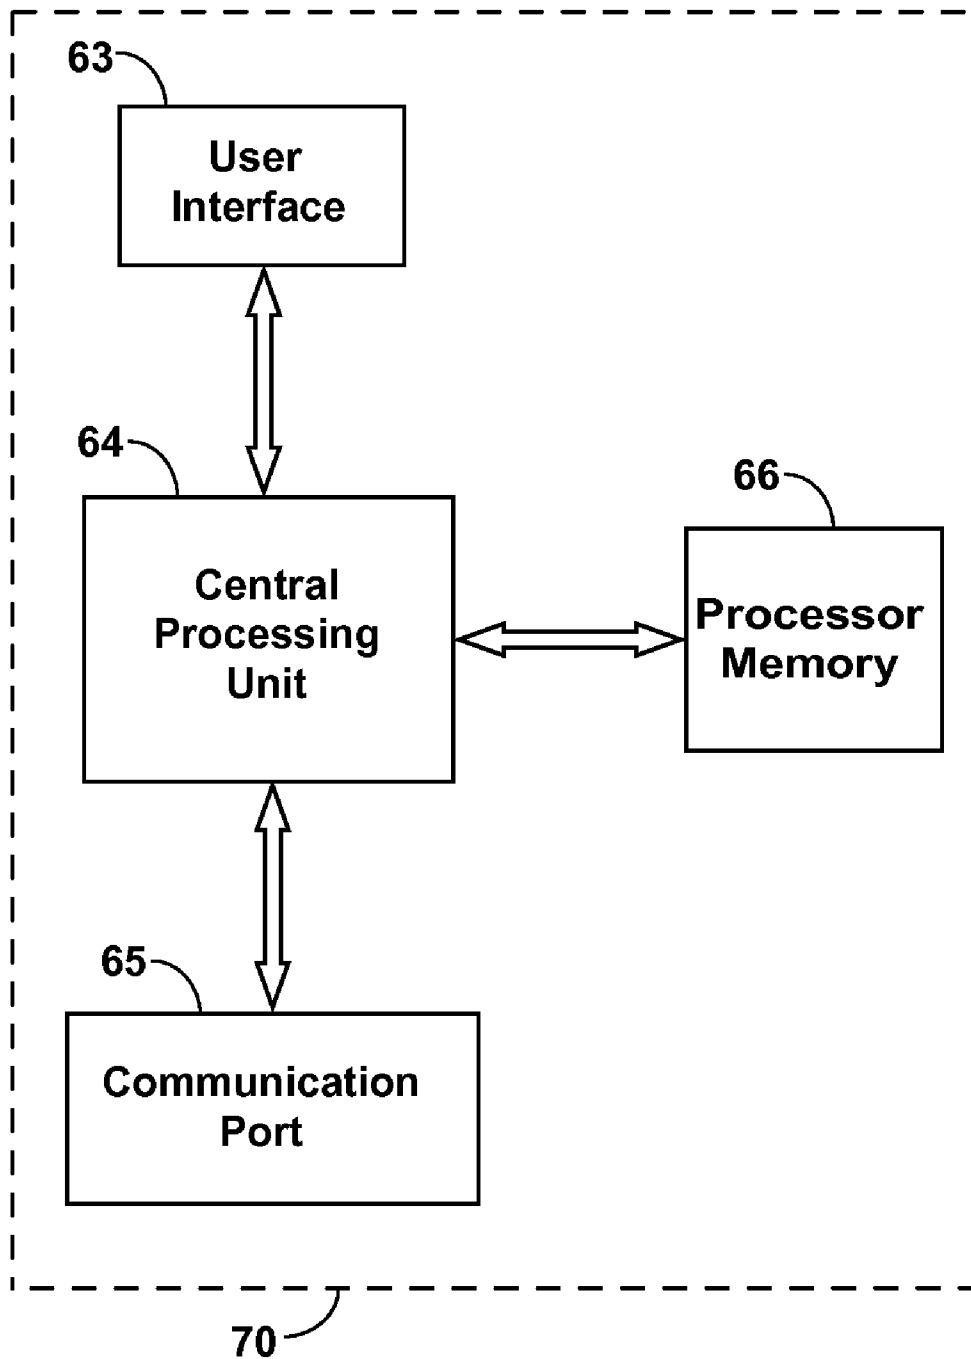 63
User
Interface
64
Central
Processing
Unit
66
Processor
Memory
65
Communication
Port
70